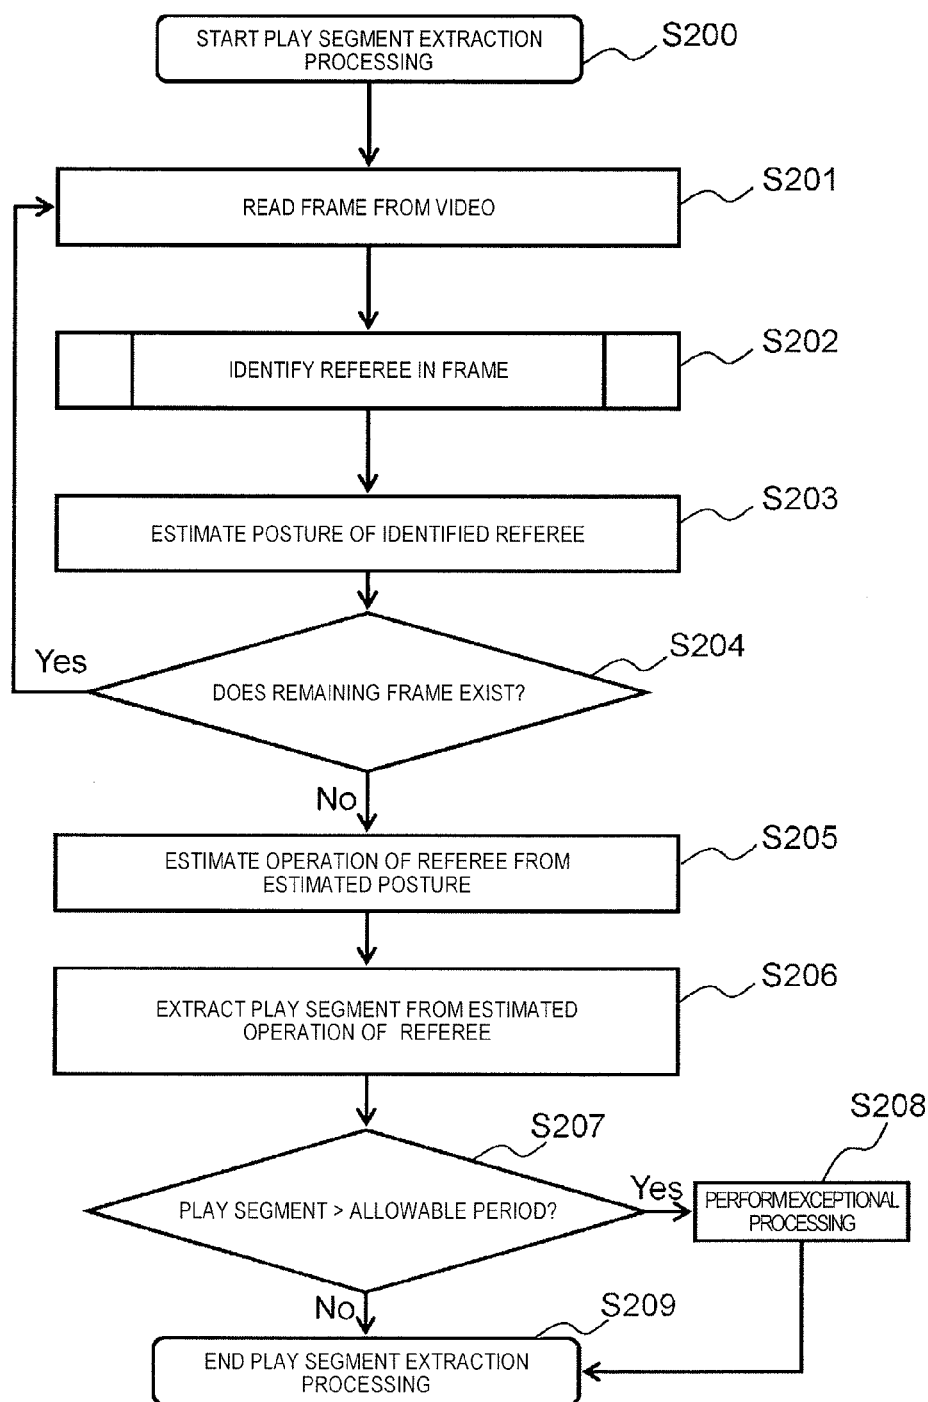 START PLAY SEGMENT EXTRACTION
PROCESSING
S200
READ FRAME FROM VIDEO
S201
IDENTIFY REFEREE IN FRAME
S202
ESTIMATE POSTURE OF IDENTIFIED REFEREE
S203
Yes
DOES REMAINING FRAME EXIST?
S204
No
ESTIMATE OPERATION OF REFEREE FROM
ESTIMATED POSTURE
S205
EXTRACT PLAY SEGMENT FROM ESTIMATED
OPERATION OF REFEREE
S206
PLAY SEGMENT > ALLOWABLE PERIOD?
S207
Yes
PERFORM EXCEPTIONAL
PROCESSING
S208
No
END PLAY SEGMENT EXTRACTION
PROCESSING
S209